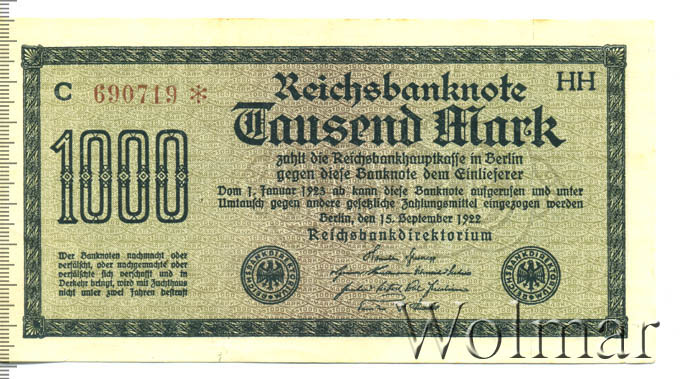 C 690719 * HH
Reichsbanknote
Tausend Mark
1000
zahlt die Reichsbankhauptkasse in Berlin
gegen diese Banknote dem Einlieferer
Vom 1. Januar 1923 ab kann diese Banknote aufgerufen und unter
Umtausch gegen andere gesetzliche Zahlungsmittel eingezogen werden
Berlin, den 15. September 1922
Reichsbankdirektorium
Wer Banknoten nachmacht oder
verfälscht, oder nachgemachte oder
verfälschte sich verschafft und in
Verkehr bringt, wird mit Zuchthaus
nicht unter zwei Jahren bestraft
REICHSBANKDIREKTORIUM
REICHSBANKDIREKTORIUM
Wolmar